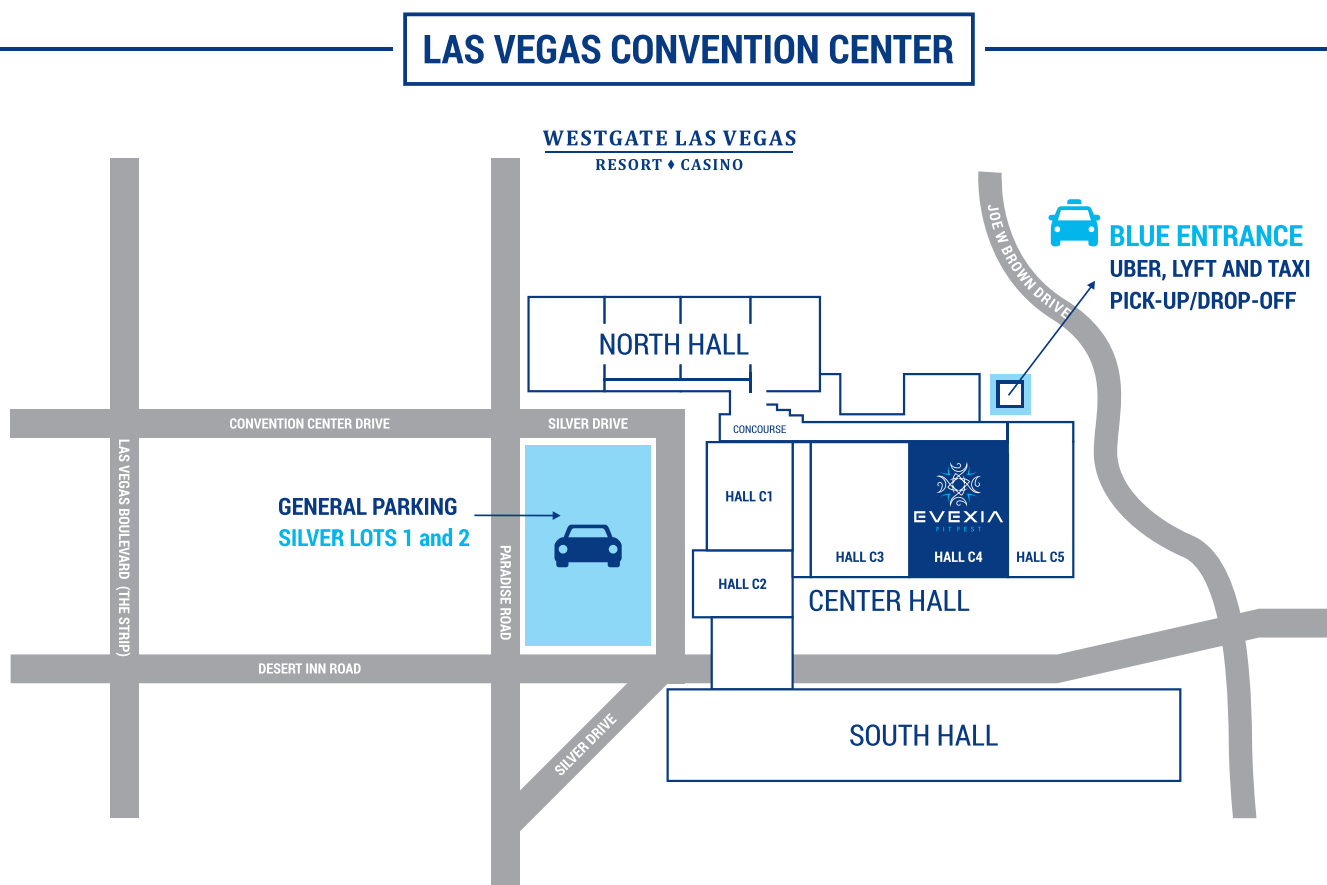 LAS VEGAS CONVENTION CENTER
WESTGATE LAS VEGAS
RESORT ♦ CASINO
JOE W BROWN DRIVE
BLUE ENTRANCE
UBER, LYFT AND TAXI
PICK-UP/DROP-OFF
NORTH HALL
CONVENTION CENTER DRIVE
SILVER DRIVE
CONCOURSE
LAS VEGAS BOULEVARD (THE STRIP)
GENERAL PARKING
SILVER LOTS 1 and 2
PARADISE ROAD
HALL C1
EVEXIA
FIT FEST
HALL C3
HALL C4
HALL C5
HALL C2
CENTER HALL
DESERT INN ROAD
SILVER DRIVE
SOUTH HALL